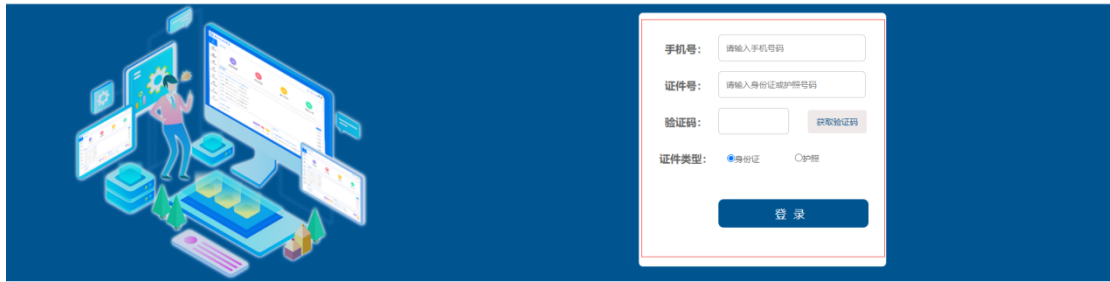 手机号： 请输入手机号码
证件号： 请输入身份证或护照号码
验证码： 获取验证码
证件类型： 身份证 护照
登 录